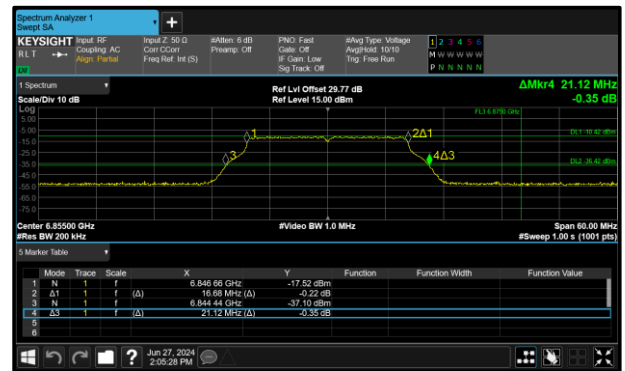 Spectrum Analyzer 1
Swept SA
+
KEYSIGHT Input: RF Input Z: 50 Ω #Atten: 6 dB PNO: Fast #Avg Type: Voltage 1 2 3 4 5 6
R L T Coupling: AC Corr CCorr Preamp: Off Gate: Off Avg|Hold: 10/10 M W W W W W
Align: Partial Freq Ref: Int (S) IF Gain: Low Trig: Free Run
Sig Track: Off P N N N N N
1 Spectrum Ref Lvl Offset 29.77 dB ΔMkr4 21.12 MHz
Scale/Div 10 dB Ref Level 15.00 dBm -0.35 dB
Log
5.00
-5.00
-15.0
-25.0
-35.0
-45.0
-55.0
-65.0
-75.0
1 2Δ1
3 4Δ3
DL1 -10.42 dBm
DL2 -36.42 dBm
Center 6.85500 GHz #Video BW 1.0 MHz Span 60.00 MHz
#Res BW 200 kHz #Sweep 1.00 s (1001 pts)
5 Marker Table
Mode Trace Scale X Y Function Function Width Function Value
1 N 1 f 6.846 66 GHz -17.52 dBm
2 Δ1 1 f (Δ) 16.68 MHz (Δ) -0.22 dB
3 N 1 f 6.844 44 GHz -37.10 dBm
4 Δ3 1 f (Δ) 21.12 MHz (Δ) -0.35 dB
5
6
? Jun 27, 2024
2:05:28 PM